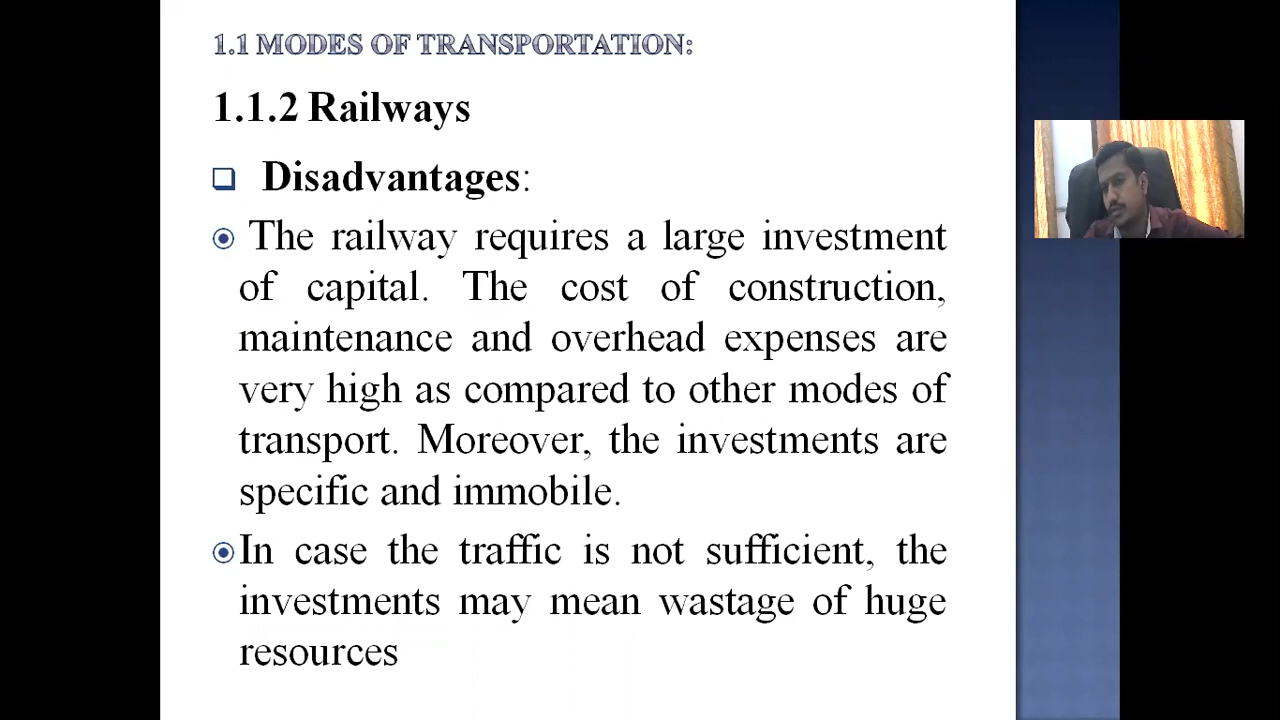 1.1 MODES OF TRANSPORTATION:
1.1.2 Railways
Disadvantages:
The railway requires a large investment
of capital. The cost of construction,
maintenance and overhead expenses are
very high as compared to other modes of
transport. Moreover, the investments are
specific and immobile.
In case the traffic is not sufficient, the
investments may mean wastage of huge
resources